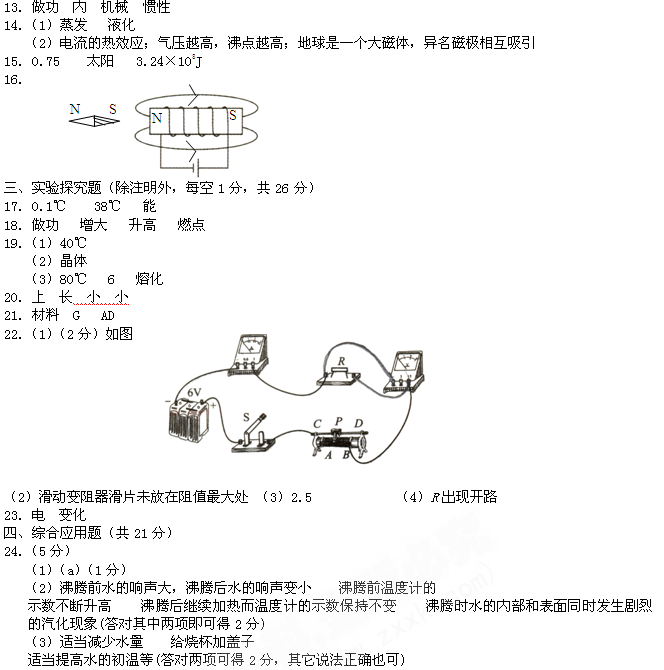 13. 做功 内 机械 惯性
14.(1)蒸发 液化
(2)电流的热效应；气压越高，沸点越高；地球是一个大磁体，异名磁极相互吸引
15. 0.75 太阳 3.24×10⁶J
16.
N S N S
三、实验探究题(除注明外，每空1分，共26分)
17. 0.1℃ 38℃ 能
18. 做功 增大 升高 燃点
19.(1)40℃
(2)晶体
(3)80℃ 6 熔化
20. 上 长 小 小
21. 材料 G AD
22.(1)(2分)如图
R
6V
- +
S C P D
A B
(2)滑动变阻器滑片未放在阻值最大处 (3)2.5 (4)R出现开路
23. 电 变化
四、综合应用题(共21分)
24.(5分)
(1)(a)(1分)
(2)沸腾前水的响声大，沸腾后水的响声变小 沸腾前温度计的
示数不断升高 沸腾后继续加热而温度计的示数保持不变 沸腾时水的内部和表面同时发生剧烈
的汽化现象(答对其中两项即可得2分)
(3)适当减少水量 给烧杯加盖子
适当提高水的初温等(答对两项可得2分，其它说法正确也可)